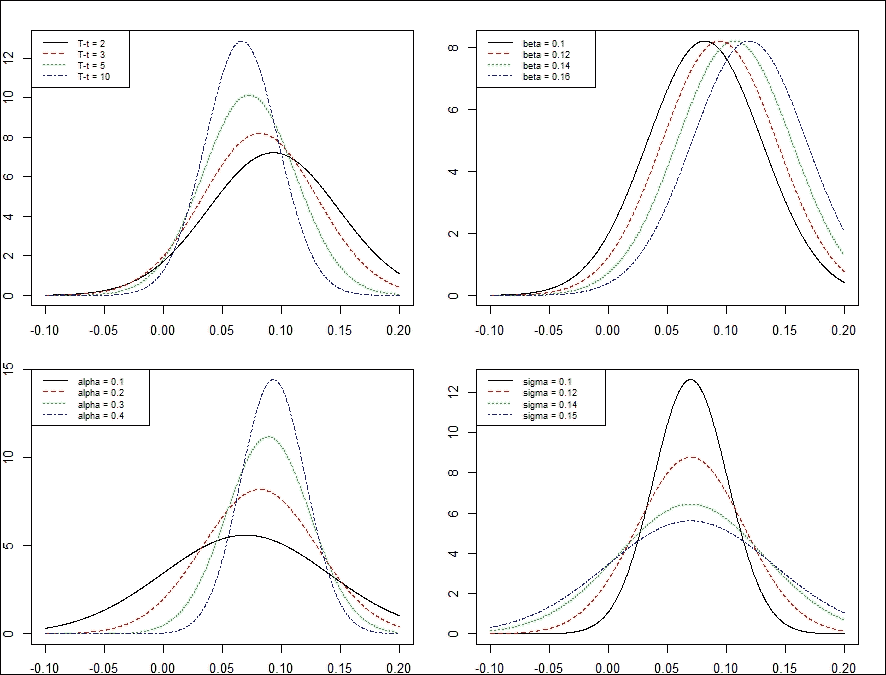 T-t = 2
T-t = 3
T-t = 5
T-t = 10
0 2 4 6 8 10 12
-0.10 -0.05 0.00 0.05 0.10 0.15 0.20
beta = 0.1
beta = 0.12
beta = 0.14
beta = 0.16
0 2 4 6 8
-0.10 -0.05 0.00 0.05 0.10 0.15 0.20
alpha = 0.1
alpha = 0.2
alpha = 0.3
alpha = 0.4
0 5 10 15
-0.10 -0.05 0.00 0.05 0.10 0.15 0.20
sigma = 0.1
sigma = 0.12
sigma = 0.14
sigma = 0.15
0 2 4 6 8 10 12
-0.10 -0.05 0.00 0.05 0.10 0.15 0.20